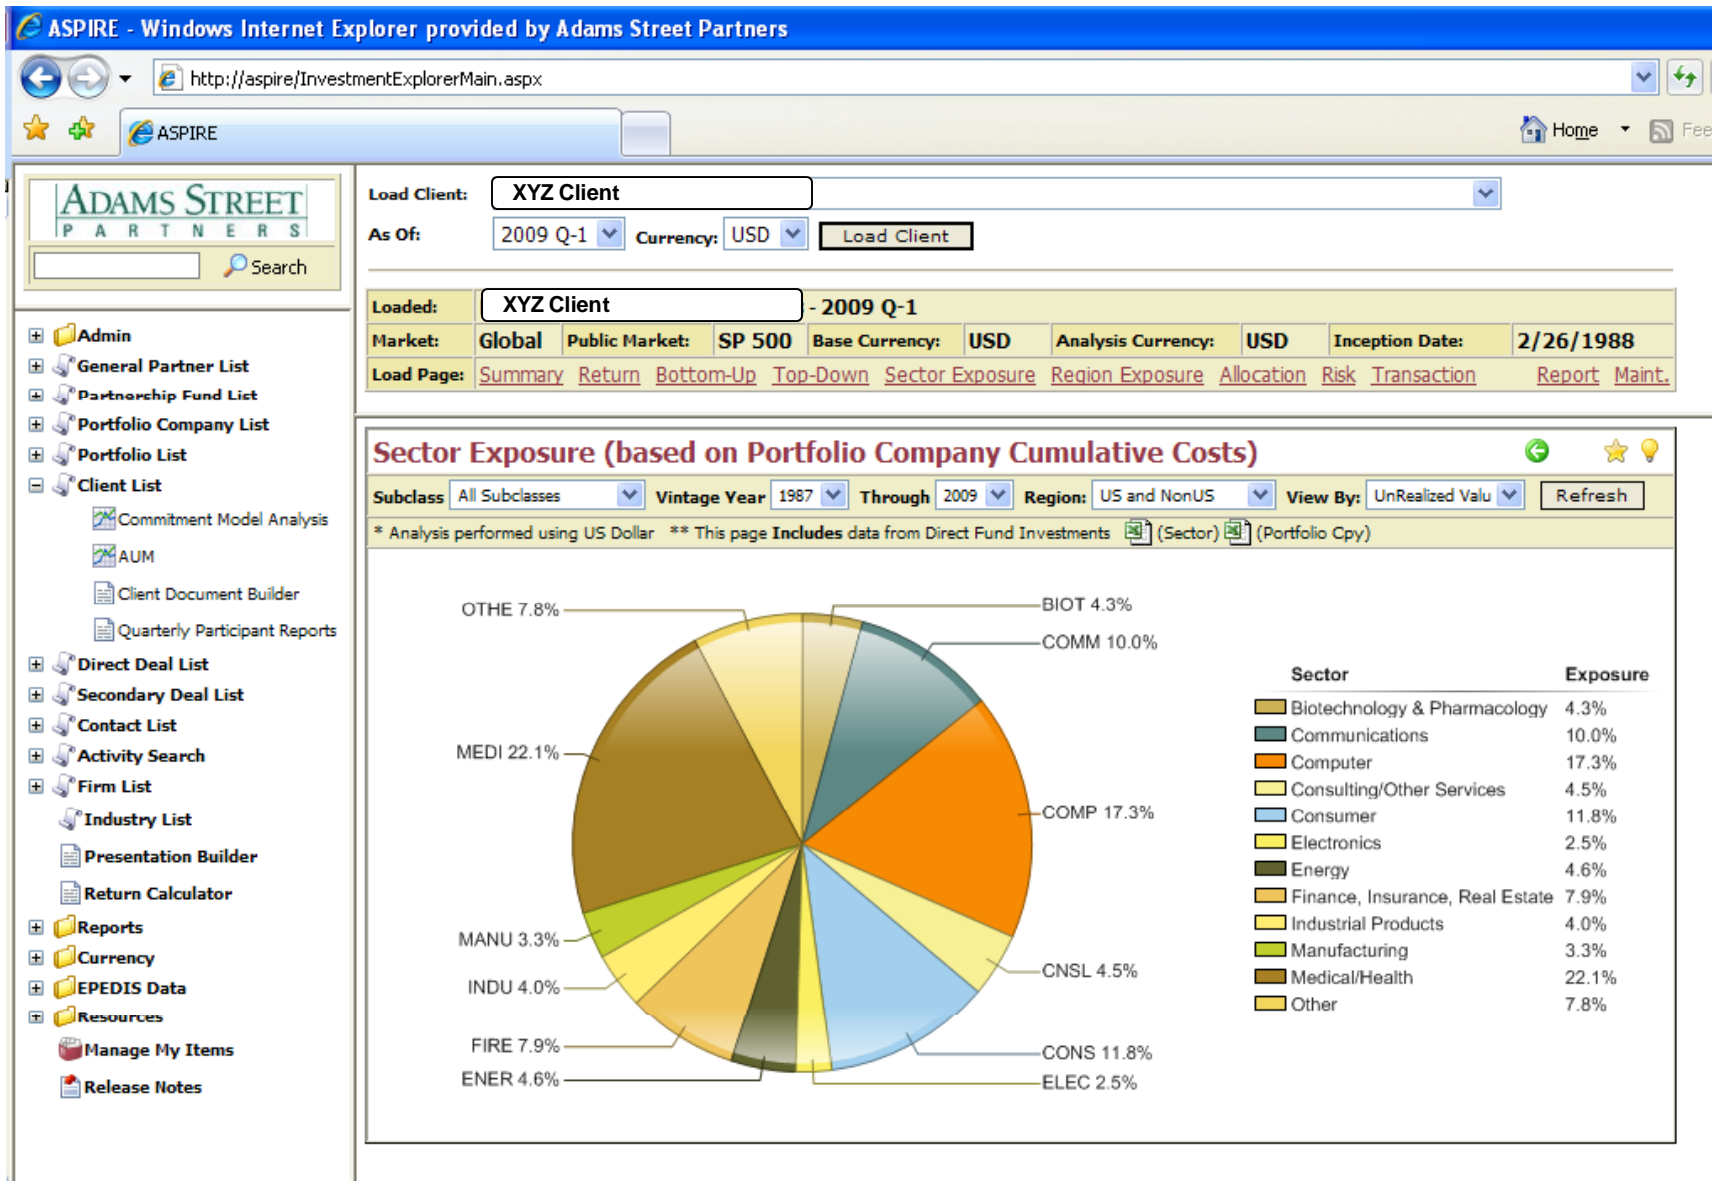 ASPIRE - Windows Internet Explorer provided by Adams Street Partners
http://aspire/InvestmentExplorerMain.aspx
ASPIRE
Home
Fee
ADAMS STREET
PARTNERS
Search
Admin
General Partner List
Partnership Fund List
Portfolio Company List
Portfolio List
Client List
Commitment Model Analysis
AUM
Client Document Builder
Quarterly Participant Reports
Direct Deal List
Secondary Deal List
Contact List
Activity Search
Firm List
Industry List
Presentation Builder
Return Calculator
Reports
Currency
EPEDIS Data
Resources
Manage My Items
Release Notes
Load Client: XYZ Client
As Of: 2009 Q-1 Currency: USD Load Client
Loaded: XYZ Client - 2009 Q-1
Market: Global Public Market: SP 500 Base Currency: USD Analysis Currency: USD Inception Date: 2/26/1988
Load Page: Summary Return Bottom-Up Top-Down Sector Exposure Region Exposure Allocation Risk Transaction Report Maint.
Sector Exposure (based on Portfolio Company Cumulative Costs)
Subclass All Subclasses Vintage Year 1987 Through 2009 Region: US and NonUS View By: UnRealized Valu Refresh
* Analysis performed using US Dollar ** This page Includes data from Direct Fund Investments (Sector) (Portfolio Cpy)
OTHE 7.8%
BIOT 4.3%
COMM 10.0%
MEDI 22.1%
COMP 17.3%
MANU 3.3%
CNSL 4.5%
INDU 4.0%
FIRE 7.9%
CONS 11.8%
ENER 4.6%
ELEC 2.5%
Sector Exposure
Biotechnology & Pharmacology 4.3%
Communications 10.0%
Computer 17.3%
Consulting/Other Services 4.5%
Consumer 11.8%
Electronics 2.5%
Energy 4.6%
Finance, Insurance, Real Estate 7.9%
Industrial Products 4.0%
Manufacturing 3.3%
Medical/Health 22.1%
Other 7.8%